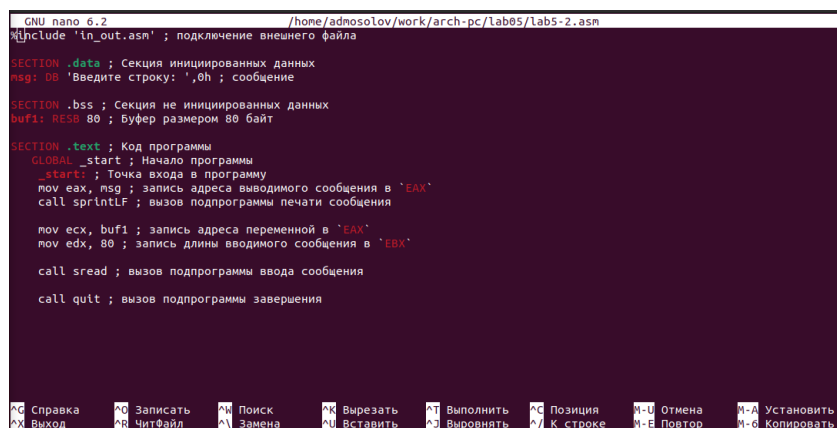 GNU nano 6.2 /home/admosolov/work/arch-pc/lab05/lab5-2.asm
%include 'in_out.asm' ; подключение внешнего файла
SECTION .data ; Секция инициированных данных
msg: DB 'Введите строку: ',0h ; сообщение
SECTION .bss ; Секция не инициированных данных
buf1: RESB 80 ; Буфер размером 80 байт
SECTION .text ; Код программы
GLOBAL _start ; Начало программы
_start: ; Точка входа в программу
mov eax, msg ; запись адреса выводимого сообщения в `EAX`
call sprintLF ; вызов подпрограммы печати сообщения
mov ecx, buf1 ; запись адреса переменной в `EAX`
mov edx, 80 ; запись длины вводимого сообщения в `EBX`
call sread ; вызов подпрограммы ввода сообщения
call quit ; вызов подпрограммы завершения
^G Справка ^O Записать ^W Поиск ^K Вырезать ^T Выполнить ^C Позиция M-U Отмена M-A Установить
^X Выход ^R ЧитФайл ^\ Замена ^U Вставить ^J Выровнять ^/ К строке M-E Повтор M-6 Копировать